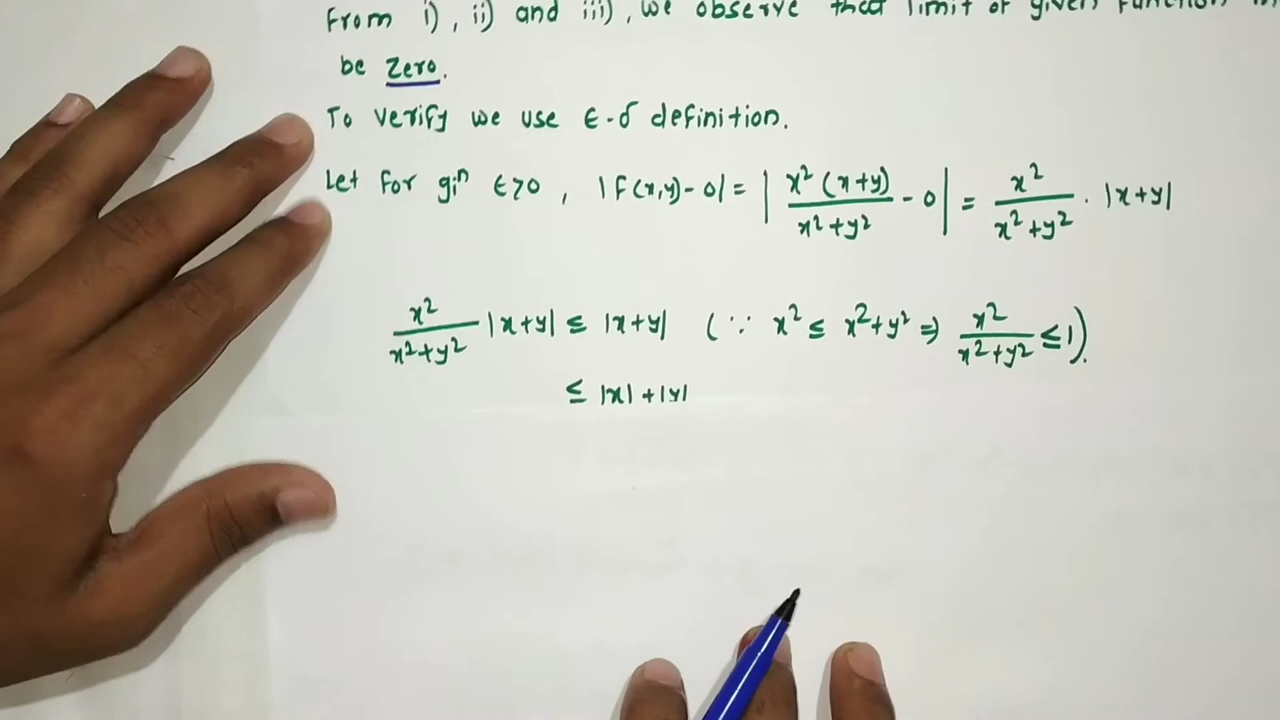 From i), ii) and iii), we observe that limit of given function
be Zero.
To verify we use ε-δ definition.
Let for giⁿ ε>0, |f(x,y)-0| = | x²(x+y) / x²+y² - 0 | = x² / x²+y² · |x+y|
x² / x²+y² |x+y| ≤ |x+y| (∵ x² ≤ x²+y² ⇒ x² / x²+y² ≤ 1).
≤ |x|+|y|